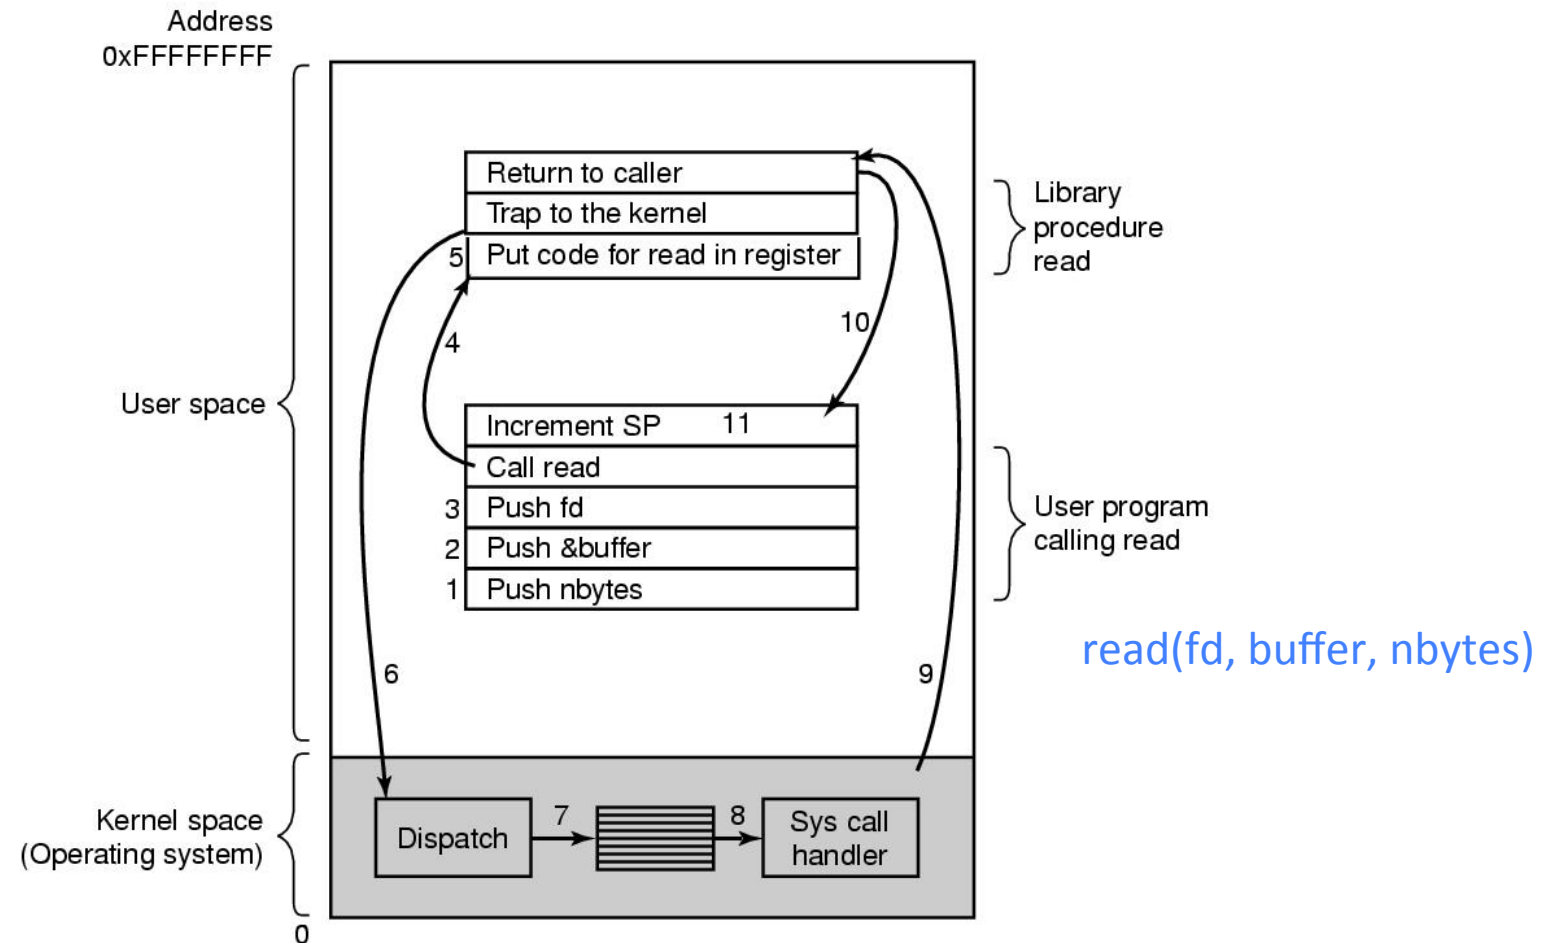 Address
0xFFFFFFFF
Return to caller
Trap to the kernel
5 Put code for read in register
Library
procedure
read
10
4
User space
Increment SP 11
Call read
3 Push fd
2 Push &buffer
1 Push nbytes
User program
calling read
read(fd, buffer, nbytes)
6
9
Kernel space
(Operating system)
Dispatch
7
8
Sys call
handler
0